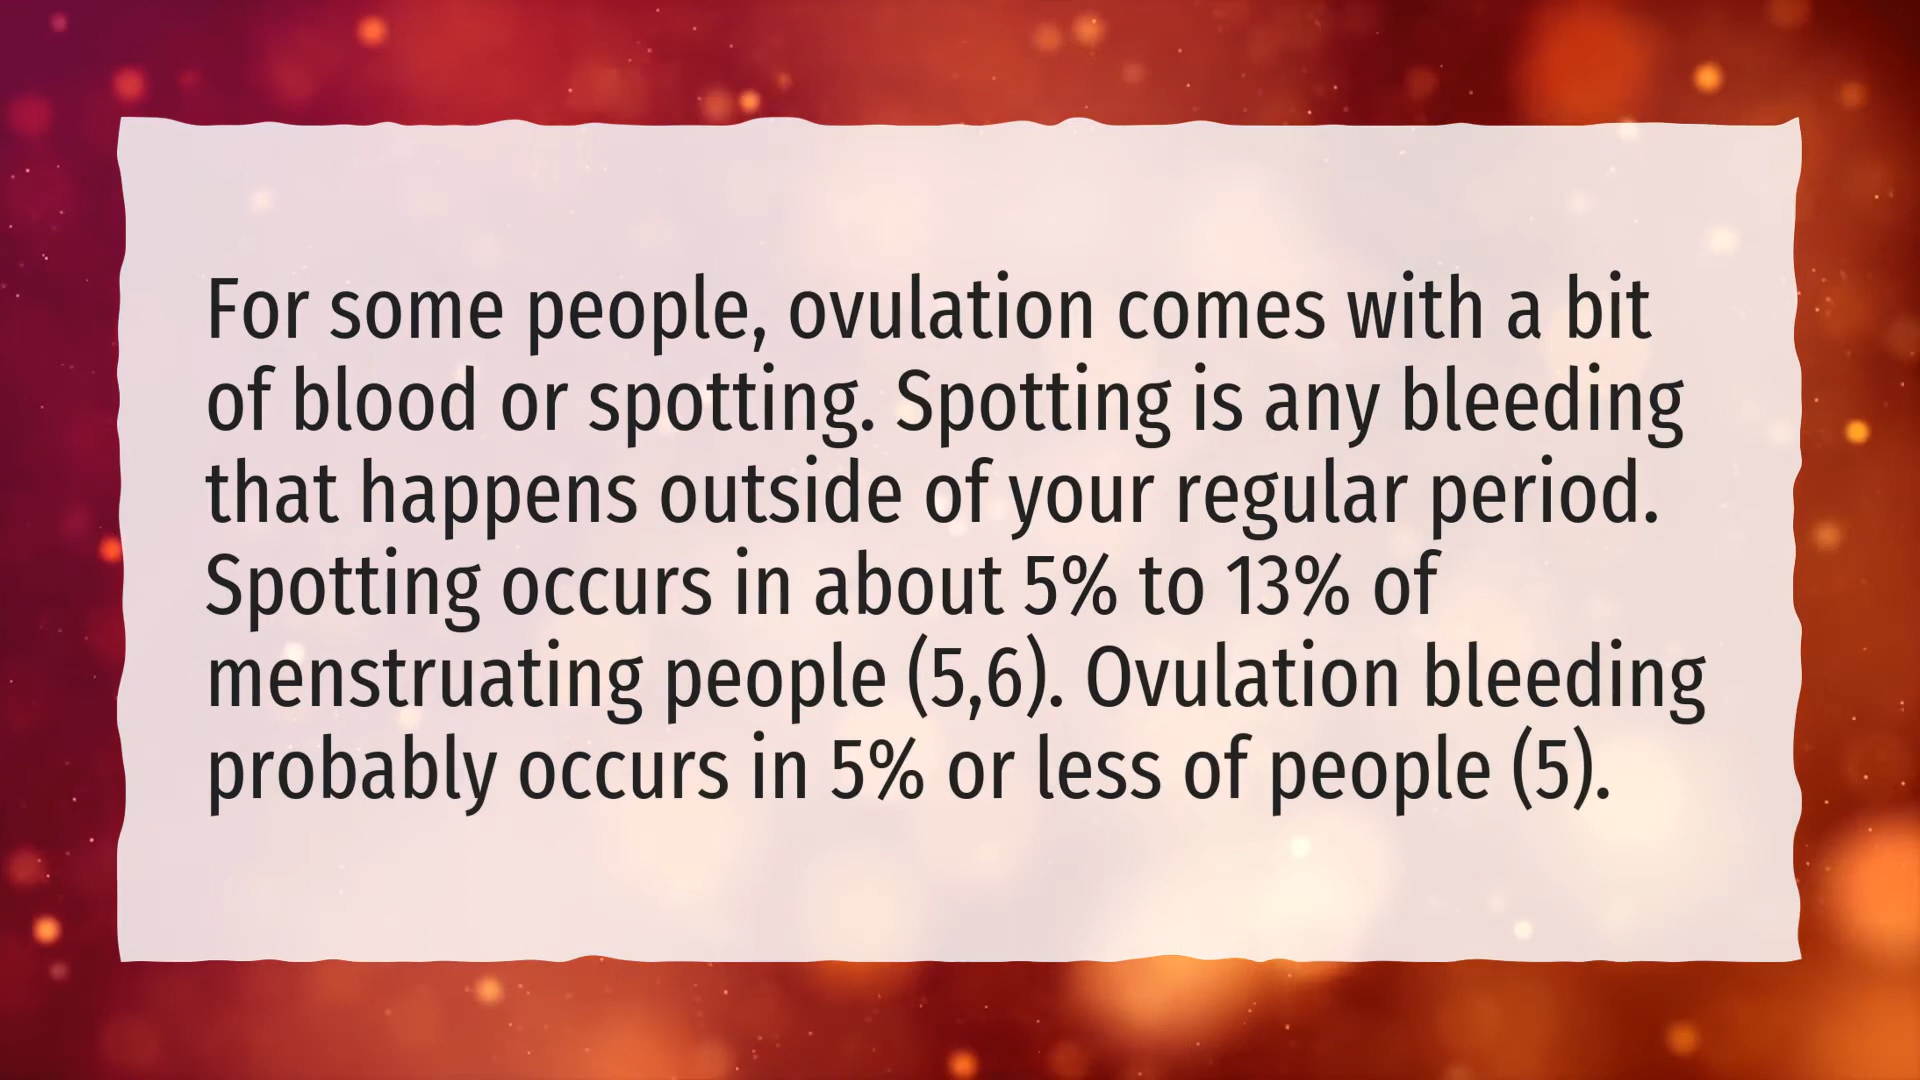 For some people, ovulation comes with a bit
of blood or spotting. Spotting is any bleeding
that happens outside of your regular period.
Spotting occurs in about 5% to 13% of
menstruating people (5,6). Ovulation bleeding
probably occurs in 5% or less of people (5).